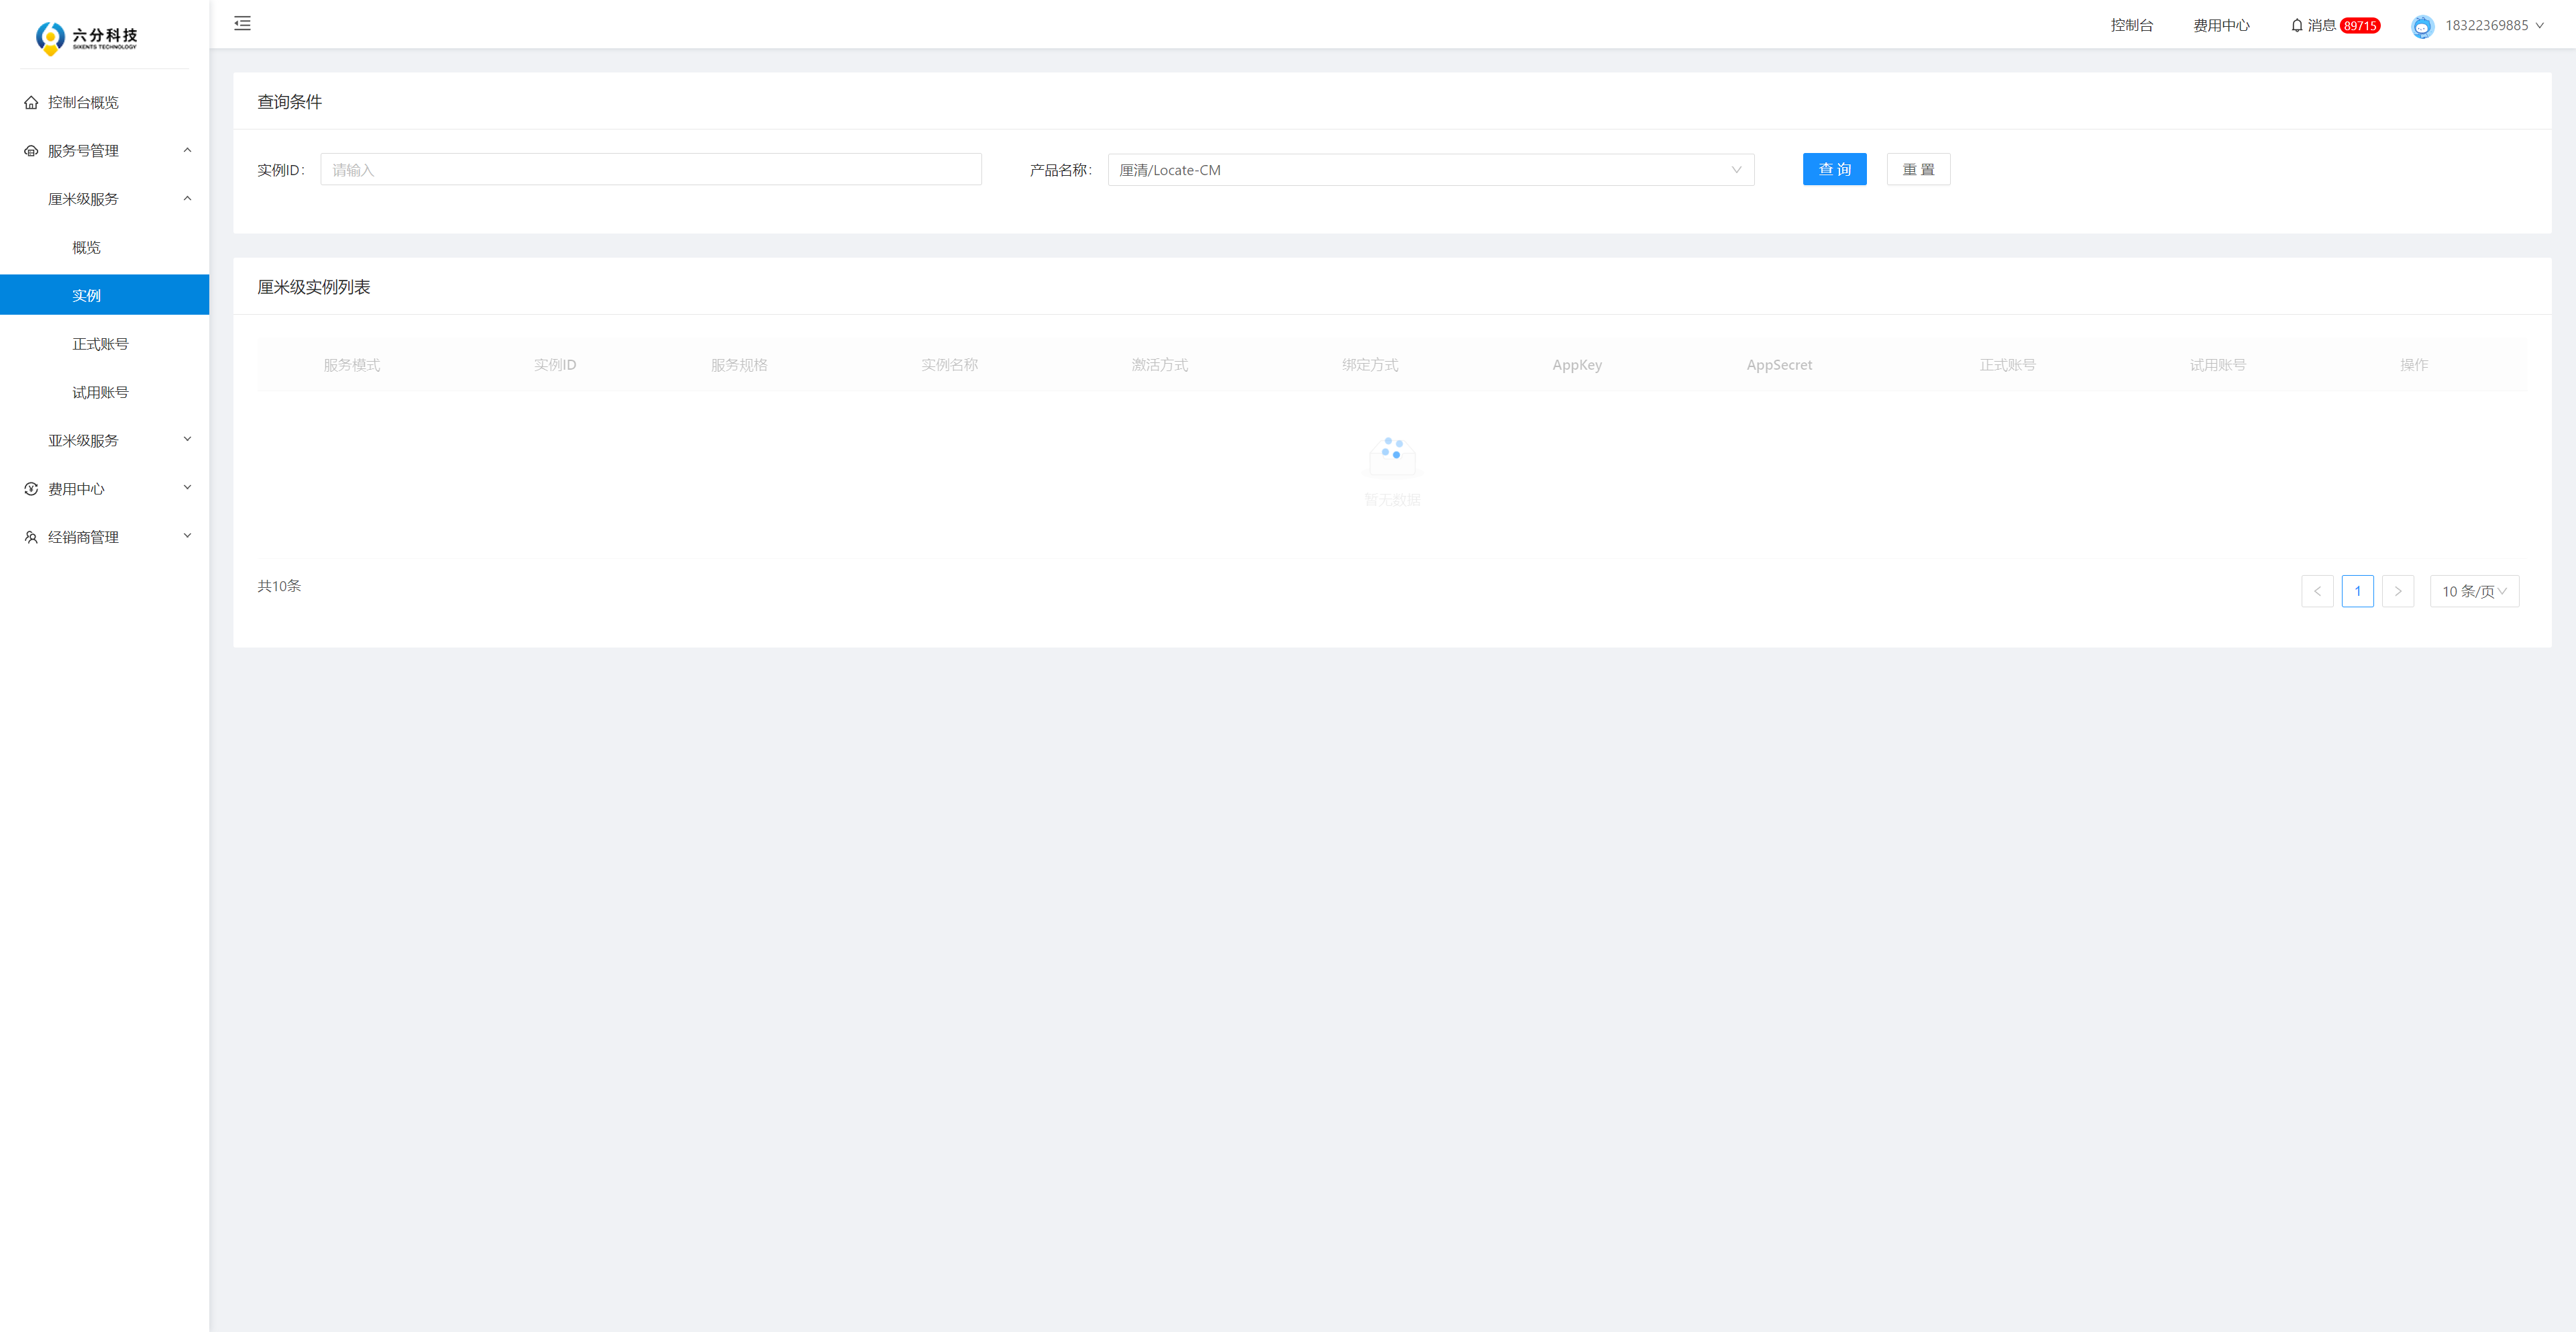 六分科技
SIXENTS TECHNOLOGY
控制台 费用中心 消息 89715 18322369885
控制台概览
服务号管理
厘米级服务
概览
实例
正式账号
试用账号
亚米级服务
费用中心
经销商管理
查询条件
实例ID: 请输入 产品名称: 厘清/Locate-CM 查 询 重 置
厘米级实例列表
服务模式 实例ID 服务规格 实例名称 激活方式 绑定方式 AppKey AppSecret 正式账号 试用账号 操作
暂无数据
共10条 1 10 条/页